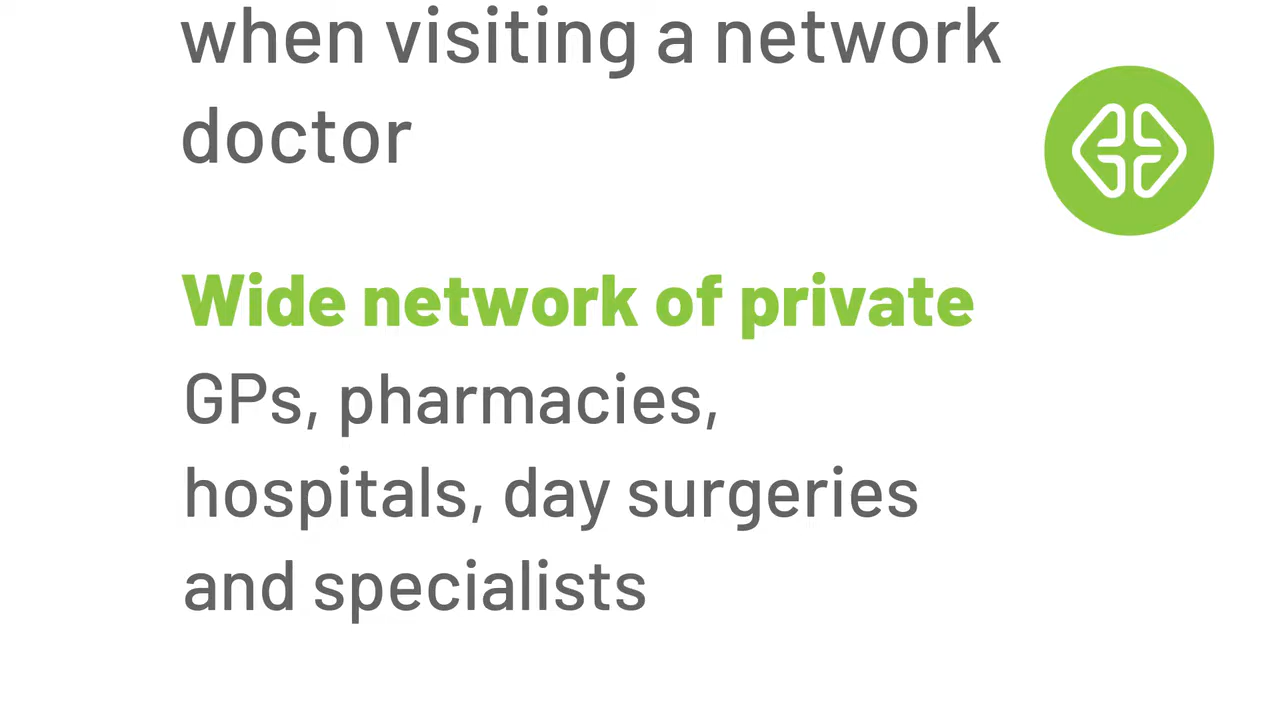 when visiting a network
doctor
Wide network of private
GPs, pharmacies,
hospitals, day surgeries
and specialists